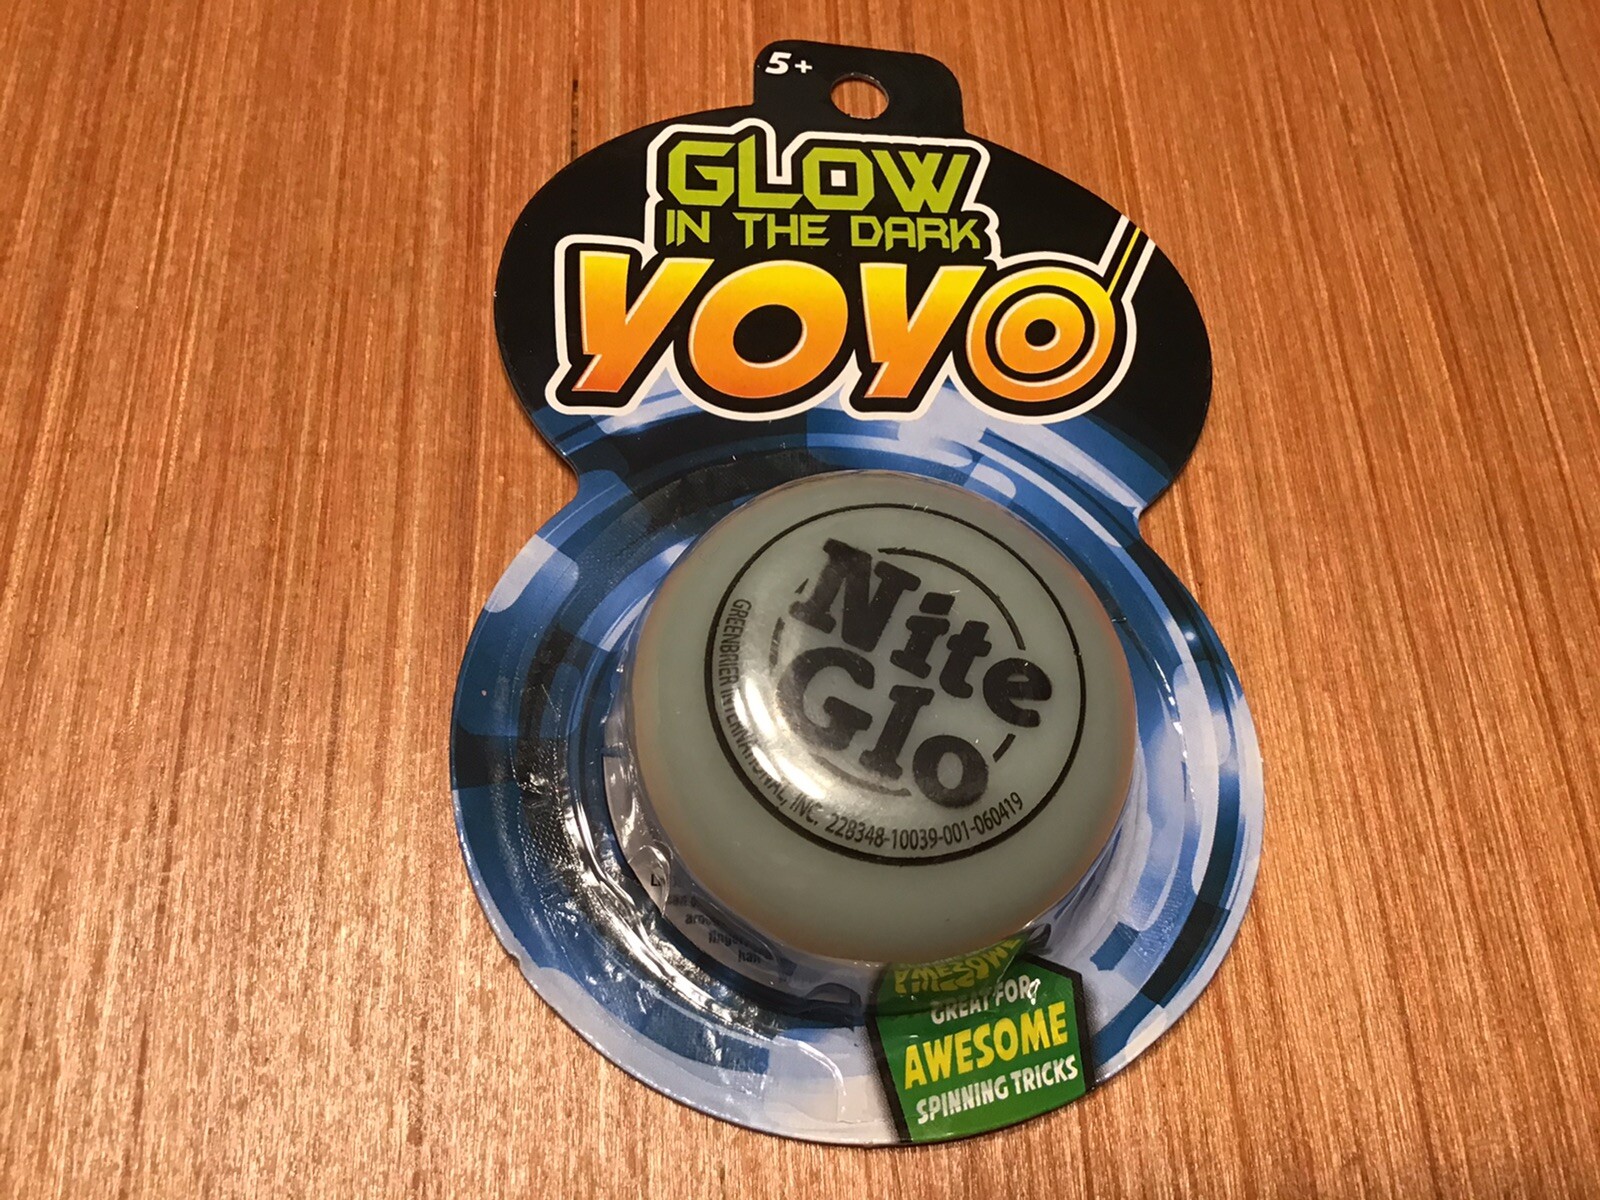 5+
GLOW
IN THE DARK
YOYO
Nite
Glo
GREENBRIER INTERNATIONAL, INC. 228348-10039-001-060419
GREAT FOR
AWESOME
SPINNING TRICKS